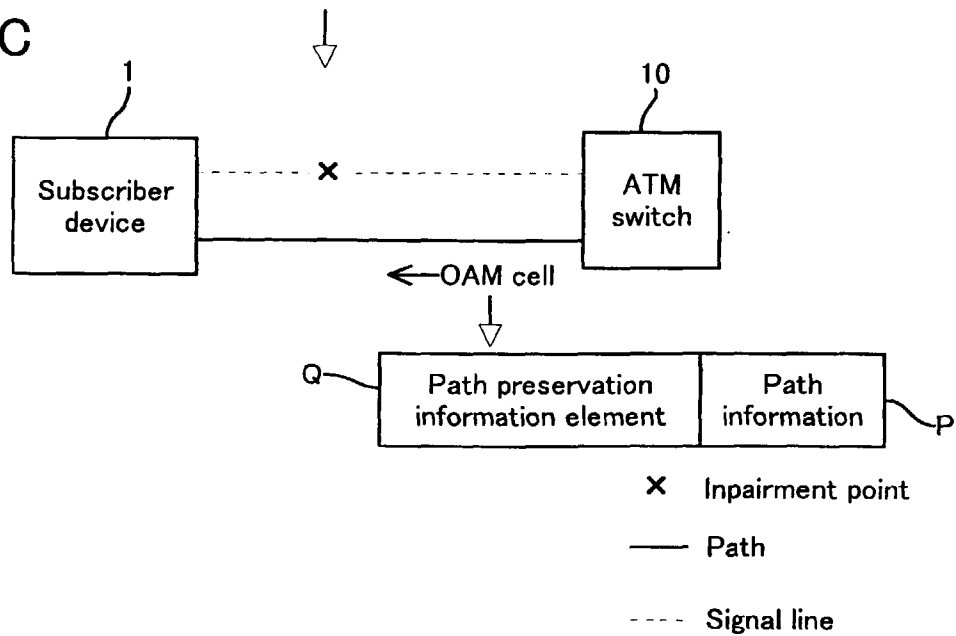 C
1
10
Subscriber
device
ATM
switch
OAM cell
Q
Path preservation
information element
Path
information
P
Inpairment point
Path
Signal line